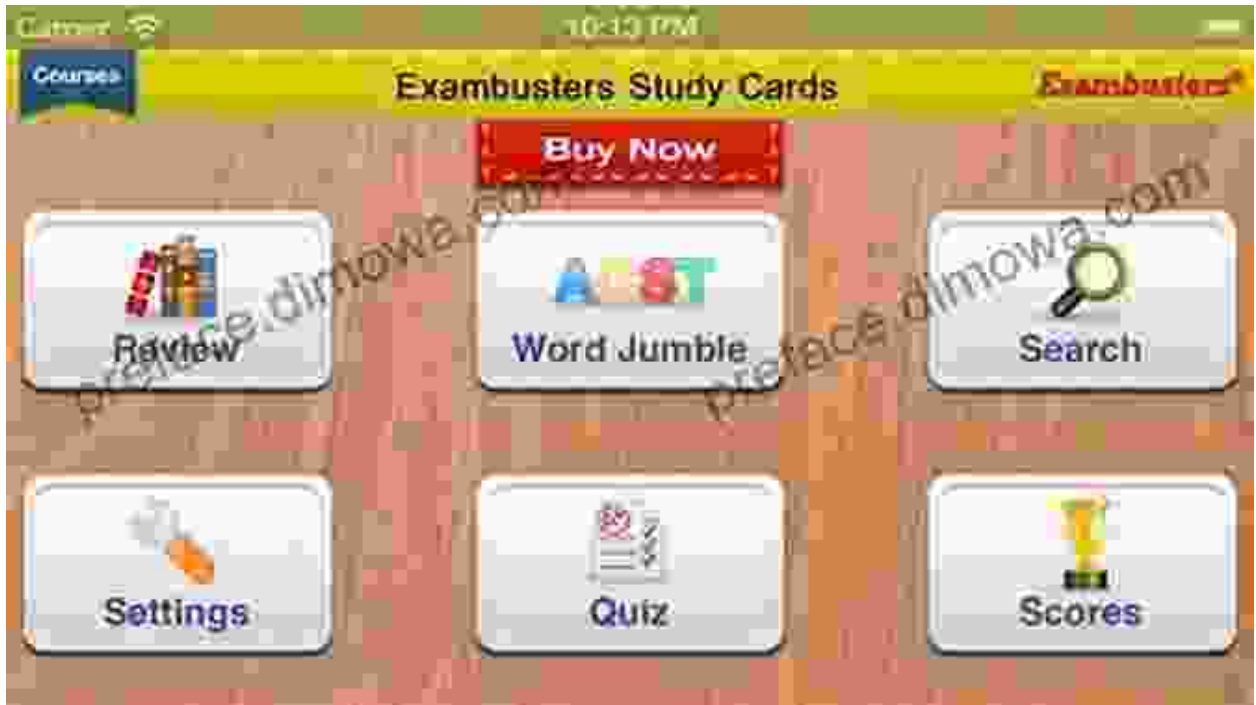 Carrier 10:13 PM
Courses
Exambusters Study Cards
Exambusters®
Buy Now
Review
Word Jumble
Search
Settings
Quiz
Scores
preface.dimowa.com
preface.dimowa.com